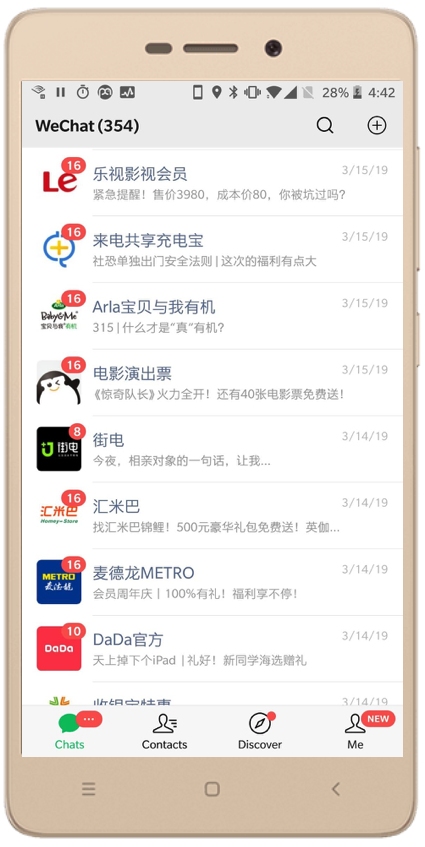 28% 4:42
WeChat (354)
16
Le
乐视影视会员
3/15/19
紧急提醒！售价3980，成本价80，你被坑过吗?
16
来电共享充电宝
3/15/19
社恐单独出门安全法则 | 这次的福利有点大
16
Baby&Me
宝贝与我有机
Arla宝贝与我有机
3/15/19
315 | 什么才是“真”有机?
16
电影演出票
3/15/19
《惊奇队长》火力全开！还有40张电影票免费送！
8
街电
街电
3/14/19
今夜，相亲对象的一句话，让我...
16
汇米巴
Homey-Store
汇米巴
3/14/19
找汇米巴锦鲤！500元豪华礼包免费送！英伽...
16
METRO
麦德龙
麦德龙METRO
3/14/19
会员周年庆 | 100%有礼！福利享不停！
10
DaDa
DaDa官方
3/14/19
天上掉下个iPad | 礼好！新同学海选赠礼
收银宝特惠
3/14/19
...
NEW
Chats
Contacts
Discover
Me